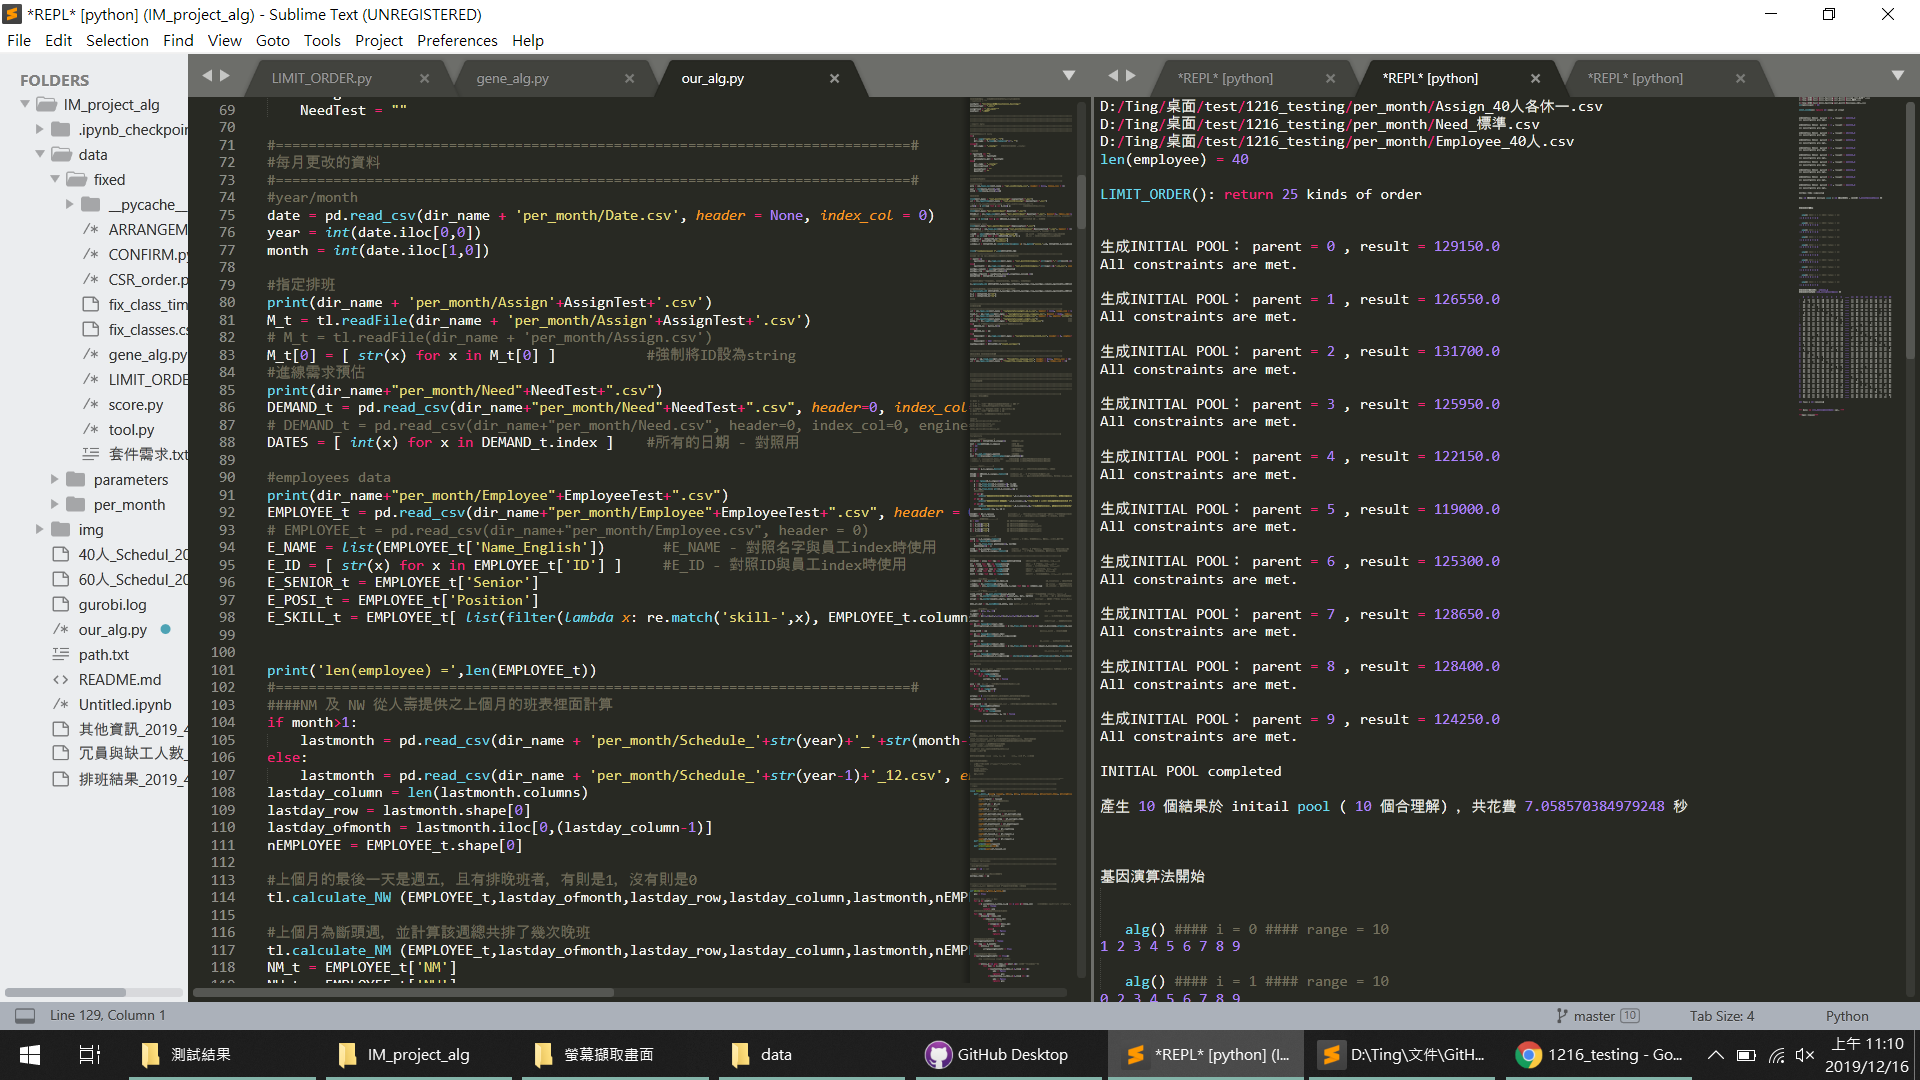 *REPL* [python] (IM_project_alg) - Sublime Text (UNREGISTERED)
File Edit Selection Find View Goto Tools Project Preferences Help
FOLDERS
IM_project_alg
.ipynb_checkpoin
data
fixed
__pycache__
ARRANGEM
CONFIRM.py
CSR_order.p
fix_class_tim
fix_classes.cs
gene_alg.py
LIMIT_ORDE
score.py
tool.py
套件需求.txt
parameters
per_month
img
40人_Schedul_20
60人_Schedul_20
gurobi.log
our_alg.py
path.txt
README.md
Untitled.ipynb
其他資訊_2019_4
冗員與缺工人數_
排班結果_2019_4
LIMIT_ORDER.py
gene_alg.py
our_alg.py
69 NeedTest = ""
70
71 #=============================================================================#
72 #每月更改的資料
73 #=============================================================================#
74 #year/month
75 date = pd.read_csv(dir_name + 'per_month/Date.csv', header = None, index_col = 0)
76 year = int(date.iloc[0,0])
77 month = int(date.iloc[1,0])
78
79 #指定排班
80 print(dir_name + 'per_month/Assign'+AssignTest+'.csv')
81 M_t = tl.readFile(dir_name + 'per_month/Assign'+AssignTest+'.csv')
82 # M_t = tl.readFile(dir_name + 'per_month/Assign.csv')
83 M_t[0] = [ str(x) for x in M_t[0] ] #強制將ID設為string
84 #進線需求預估
85 print(dir_name+"per_month/Need"+NeedTest+".csv")
86 DEMAND_t = pd.read_csv(dir_name+"per_month/Need"+NeedTest+".csv", header=0, index_col
87 # DEMAND_t = pd.read_csv(dir_name+"per_month/Need.csv", header=0, index_col=0, engine
88 DATES = [ int(x) for x in DEMAND_t.index ] #所有的日期 - 對照用
89
90 #employees data
91 print(dir_name+"per_month/Employee"+EmployeeTest+".csv")
92 EMPLOYEE_t = pd.read_csv(dir_name+"per_month/Employee"+EmployeeTest+".csv", header =
93 # EMPLOYEE_t = pd.read_csv(dir_name+"per_month/Employee.csv", header = 0)
94 E_NAME = list(EMPLOYEE_t['Name_English']) #E_NAME - 對照名字與員工index時使用
95 E_ID = [ str(x) for x in EMPLOYEE_t['ID'] ] #E_ID - 對照ID與員工index時使用
96 E_SENIOR_t = EMPLOYEE_t['Senior']
97 E_POSI_t = EMPLOYEE_t['Position']
98 E_SKILL_t = EMPLOYEE_t[ list(filter(lambda x: re.match('skill-',x), EMPLOYEE_t.column
99
100
101 print('len(employee) =',len(EMPLOYEE_t))
102 #=============================================================================#
103 ####NM 及 NW 從人壽提供之上個月的班表裡面計算
104 if month>1:
105 lastmonth = pd.read_csv(dir_name + 'per_month/Schedule_'+str(year)+'_'+str(month-
106 else:
107 lastmonth = pd.read_csv(dir_name + 'per_month/Schedule_'+str(year-1)+'_12.csv', e
108 lastday_column = len(lastmonth.columns)
109 lastday_row = lastmonth.shape[0]
110 lastday_ofmonth = lastmonth.iloc[0,(lastday_column-1)]
111 nEMPLOYEE = EMPLOYEE_t.shape[0]
112
113 #上個月的最後一天是週五，且有排晚班者，有則是1，沒有則是0
114 tl.calculate_NW (EMPLOYEE_t,lastday_ofmonth,lastday_row,lastday_column,lastmonth,nEMP
115
116 #上個月為斷頭週，並計算該週總共排了幾次晚班
117 tl.calculate_NM (EMPLOYEE_t,lastday_ofmonth,lastday_row,lastday_column,lastmonth,nEMP
118 NM_t = EMPLOYEE_t['NM']
*REPL* [python]
*REPL* [python]
*REPL* [python]
D:/Ting/桌面/test/1216_testing/per_month/Assign_40人各休一.csv
D:/Ting/桌面/test/1216_testing/per_month/Need_標準.csv
D:/Ting/桌面/test/1216_testing/per_month/Employee_40人.csv
len(employee) = 40
LIMIT_ORDER(): return 25 kinds of order
生成INITIAL POOL： parent = 0 , result = 129150.0
All constraints are met.
生成INITIAL POOL： parent = 1 , result = 126550.0
All constraints are met.
生成INITIAL POOL： parent = 2 , result = 131700.0
All constraints are met.
生成INITIAL POOL： parent = 3 , result = 125950.0
All constraints are met.
生成INITIAL POOL： parent = 4 , result = 122150.0
All constraints are met.
生成INITIAL POOL： parent = 5 , result = 119000.0
All constraints are met.
生成INITIAL POOL： parent = 6 , result = 125300.0
All constraints are met.
生成INITIAL POOL： parent = 7 , result = 128650.0
All constraints are met.
生成INITIAL POOL： parent = 8 , result = 128400.0
All constraints are met.
生成INITIAL POOL： parent = 9 , result = 124250.0
All constraints are met.
INITIAL POOL completed
產生 10 個結果於 initail pool ( 10 個合理解) ，共花費 7.058570384979248 秒
基因演算法開始
alg() #### i = 0 #### range = 10
1 2 3 4 5 6 7 8 9
alg() #### i = 1 #### range = 10
0 2 3 4 5 6 7 8 9
Line 129, Column 1
master 10
Tab Size: 4
Python
測試結果
IM_project_alg
螢幕擷取畫面
data
GitHub Desktop
*REPL* [python] (I...
D:\Ting\文件\GitH...
1216_testing - Go...
上午 11:10
2019/12/16